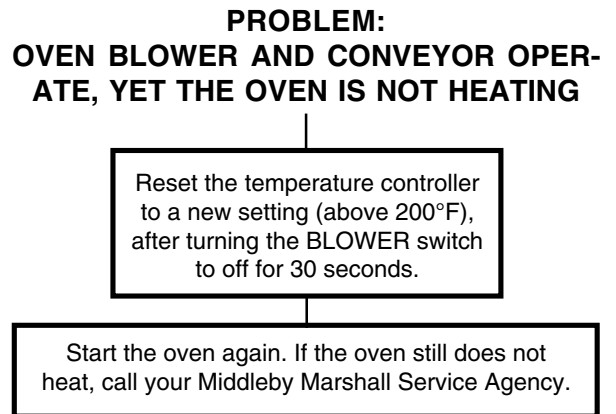 PROBLEM:
OVEN BLOWER AND CONVEYOR OPER-
ATE, YET THE OVEN IS NOT HEATING
Reset the temperature controller
to a new setting (above 200°F),
after turning the BLOWER switch
to off for 30 seconds.
Start the oven again. If the oven still does not
heat, call your Middleby Marshall Service Agency.